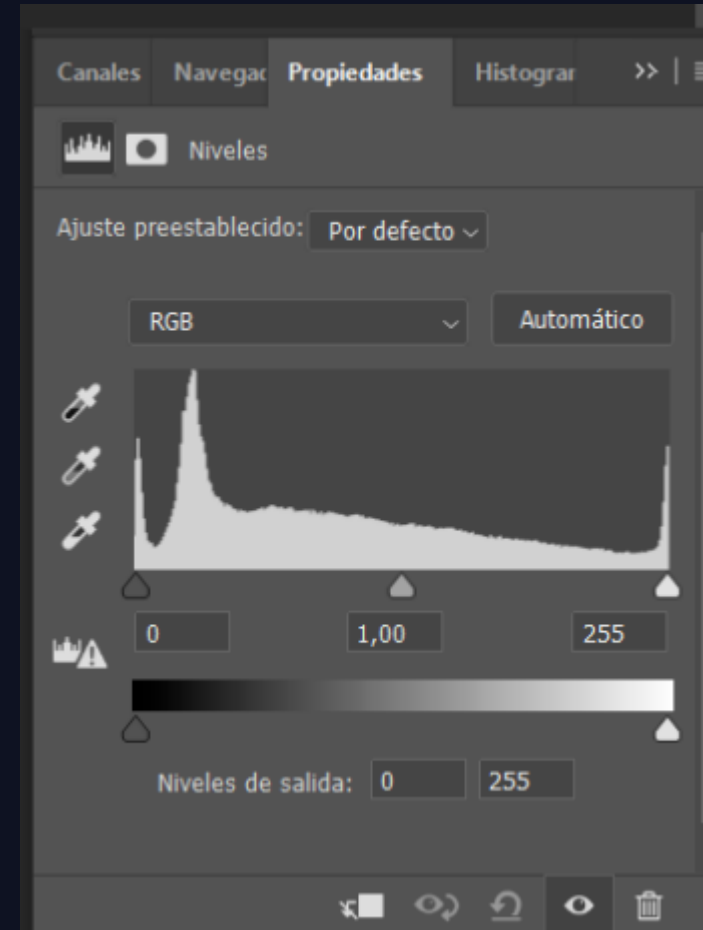 Canales Navegac Propiedades Histograr >>
Niveles
Ajuste preestablecido: Por defecto
RGB Automático
0 1,00 255
Niveles de salida: 0 255